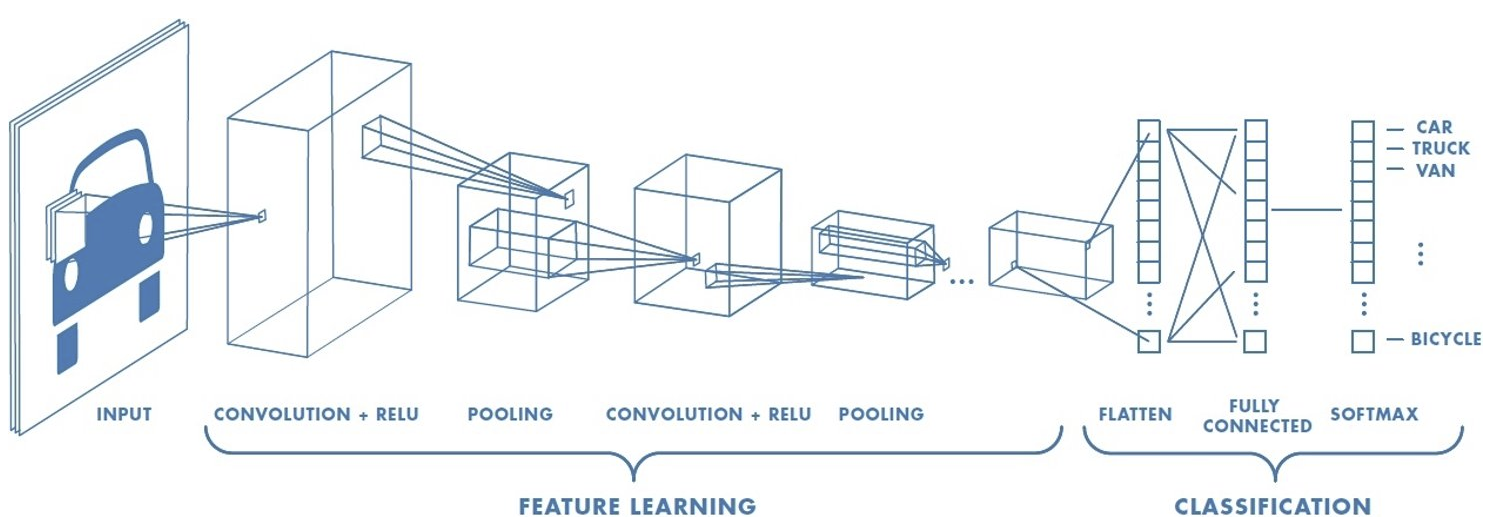 CAR
TRUCK
VAN
BICYCLE
INPUT
CONVOLUTION + RELU
POOLING
CONVOLUTION + RELU
POOLING
FLATTEN
FULLY
CONNECTED
SOFTMAX
FEATURE LEARNING
CLASSIFICATION